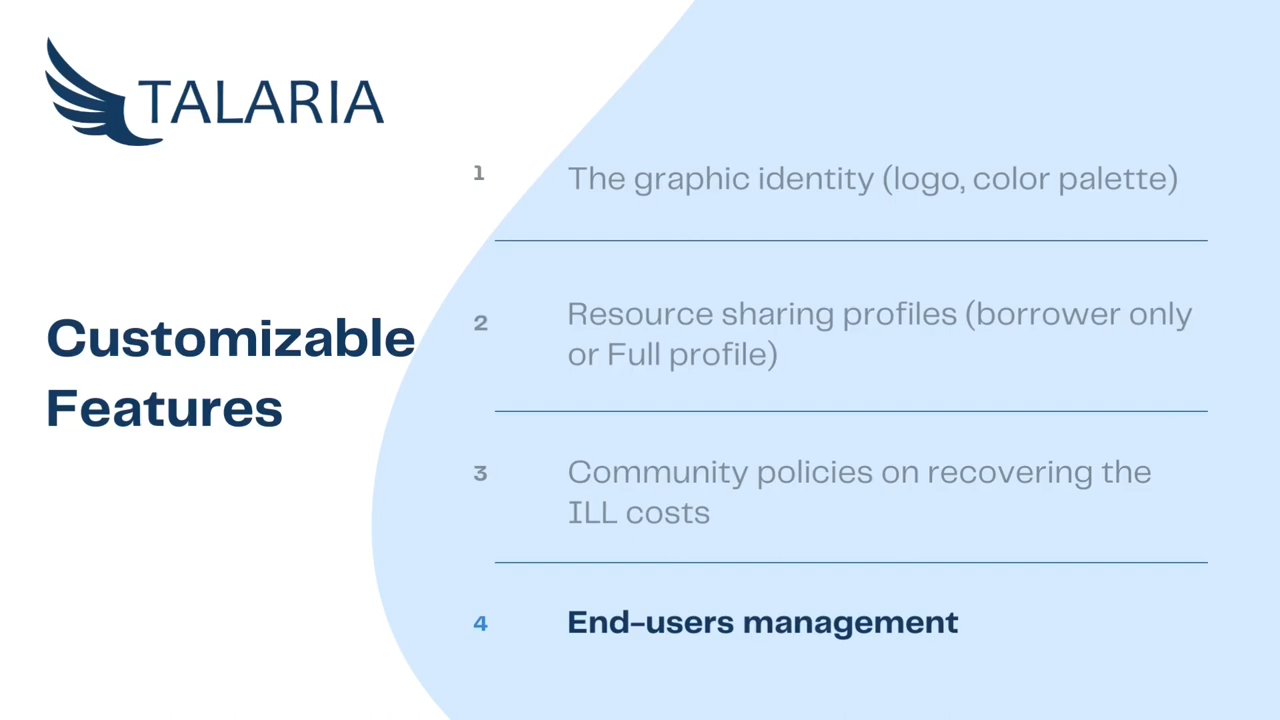 TALARIA
Customizable
Features
1
The graphic identity (logo, color palette)
2
Resource sharing profiles (borrower only
or Full profile)
3
Community policies on recovering the
ILL costs
4
End-users management